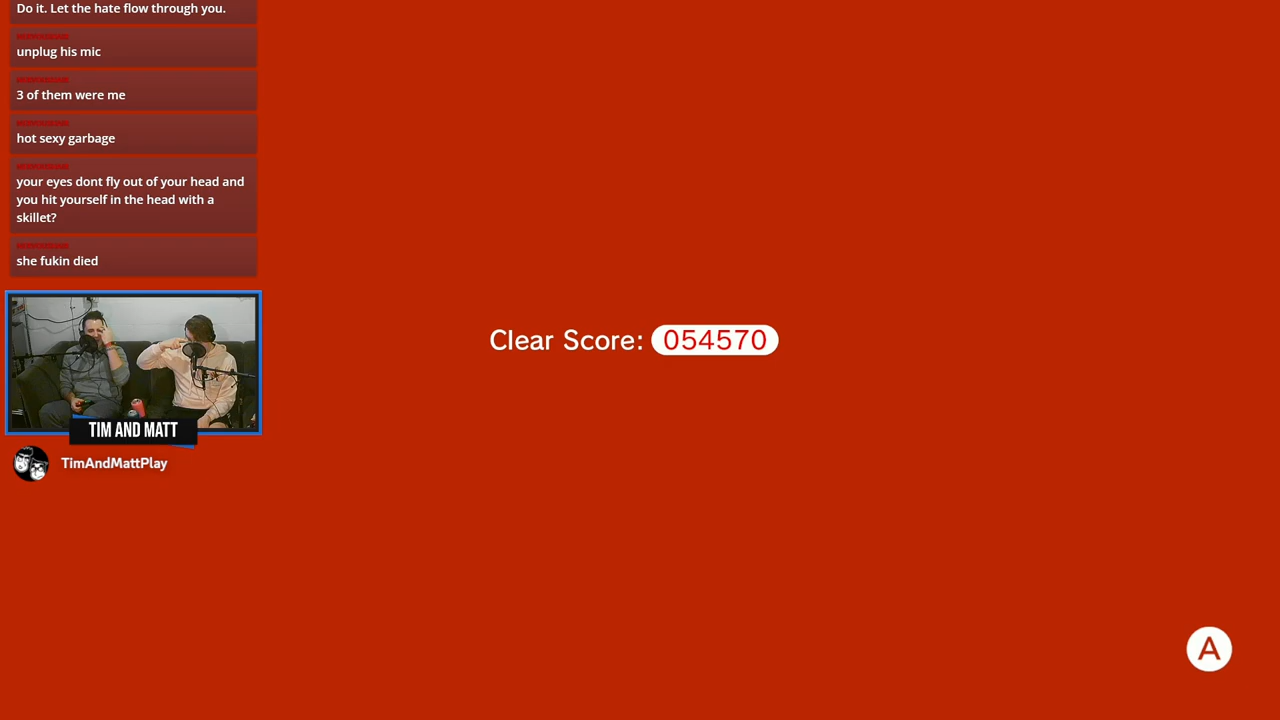 Do it. Let the hate flow through you.
unplug his mic
3 of them were me
hot sexy garbage
your eyes dont fly out of your head and
you hit yourself in the head with a
skillet?
she fukin died
Clear Score: 054570
TIM AND MATT
TimAndMattPlay
A